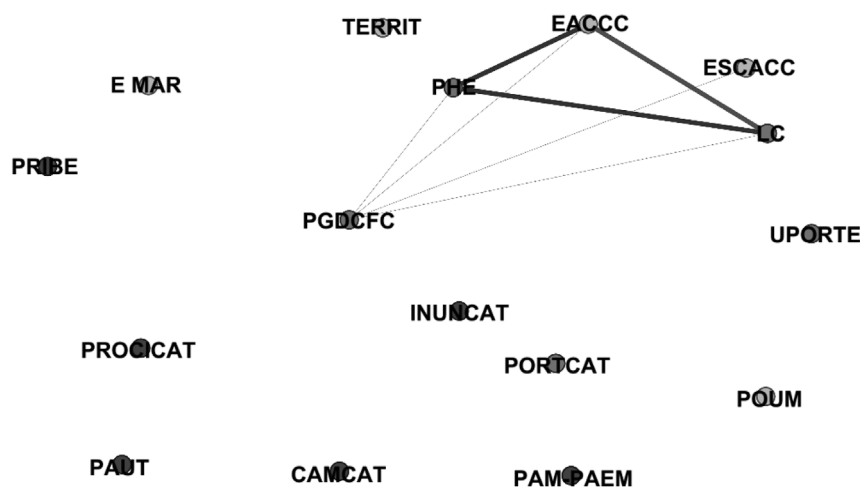 TERRIT
EACCC
ESCACC
E MAR
PHE
LC
PRIBE
PGDCFC
UPORTE
INUNCAT
PROCICAT
PORTCAT
POUM
PAUT
CAMCAT
PAM-PAEM